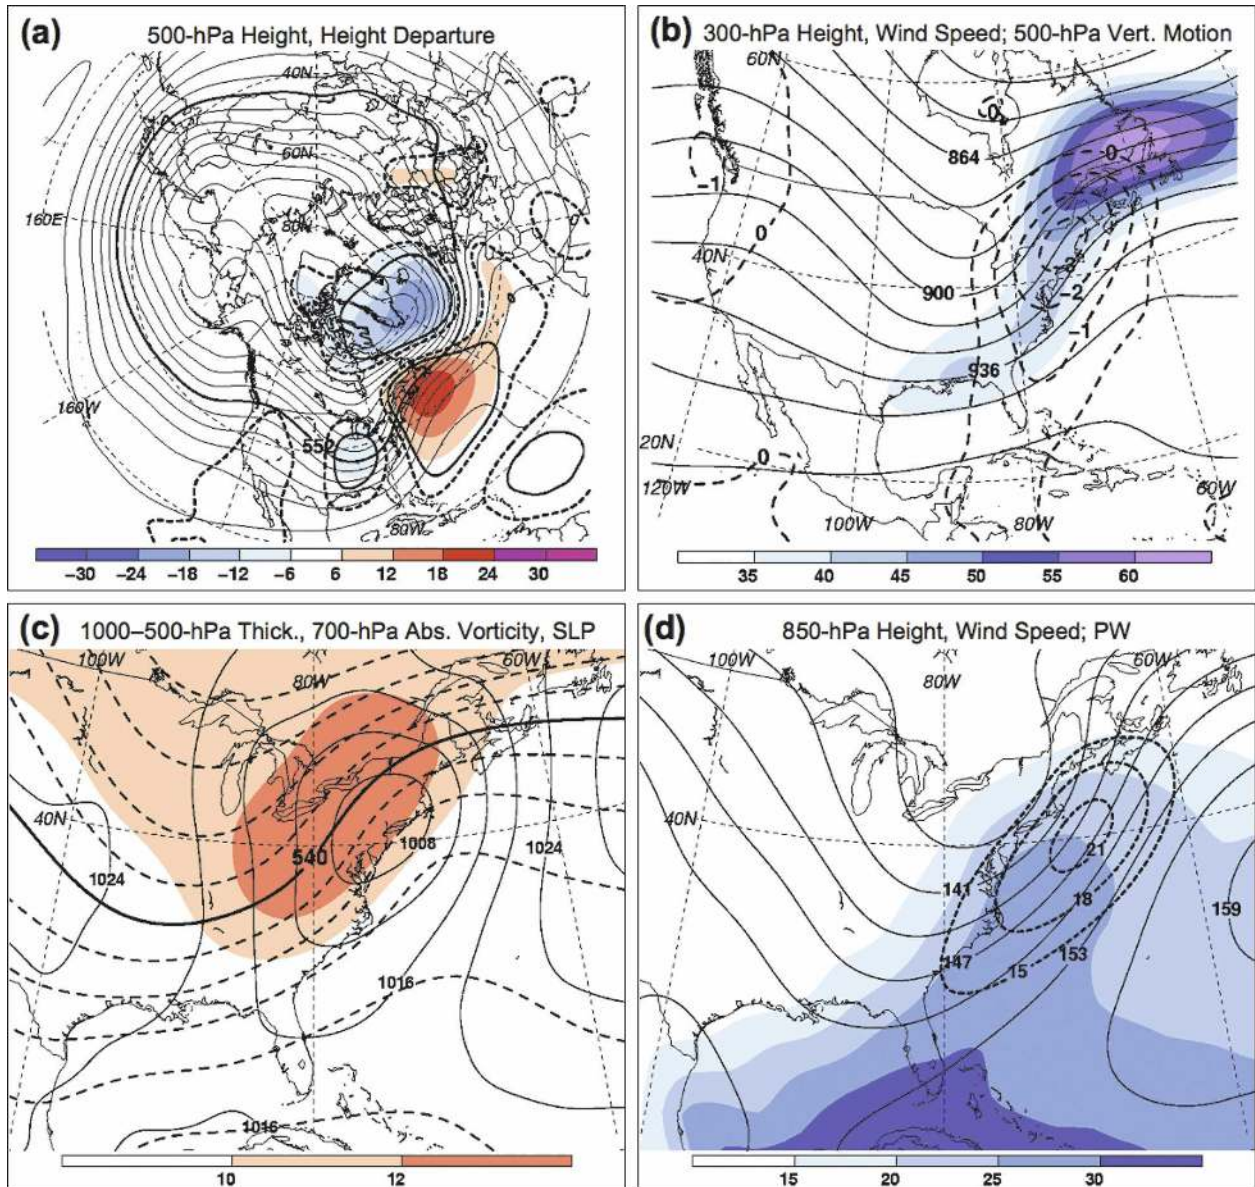 (a) 500-hPa Height, Height Departure
40N
60N
80N
160E
160W
552
80W
−30 −24 −18 −12 −6 6 12 18 24 30
(b) 300-hPa Height, Wind Speed; 500-hPa Vert. Motion
60N
0
864
0
−1
0
40N
900
−2
−1
936
20N
0
120W
100W
80W
60W
35 40 45 50 55 60
(c) 1000–500-hPa Thick., 700-hPa Abs. Vorticity, SLP
100W
60W
80W
40N
1008
540
1024
1024
1016
1016
10 12
(d) 850-hPa Height, Wind Speed; PW
100W
60W
80W
40N
21
141
18
159
147
15
153
15 20 25 30